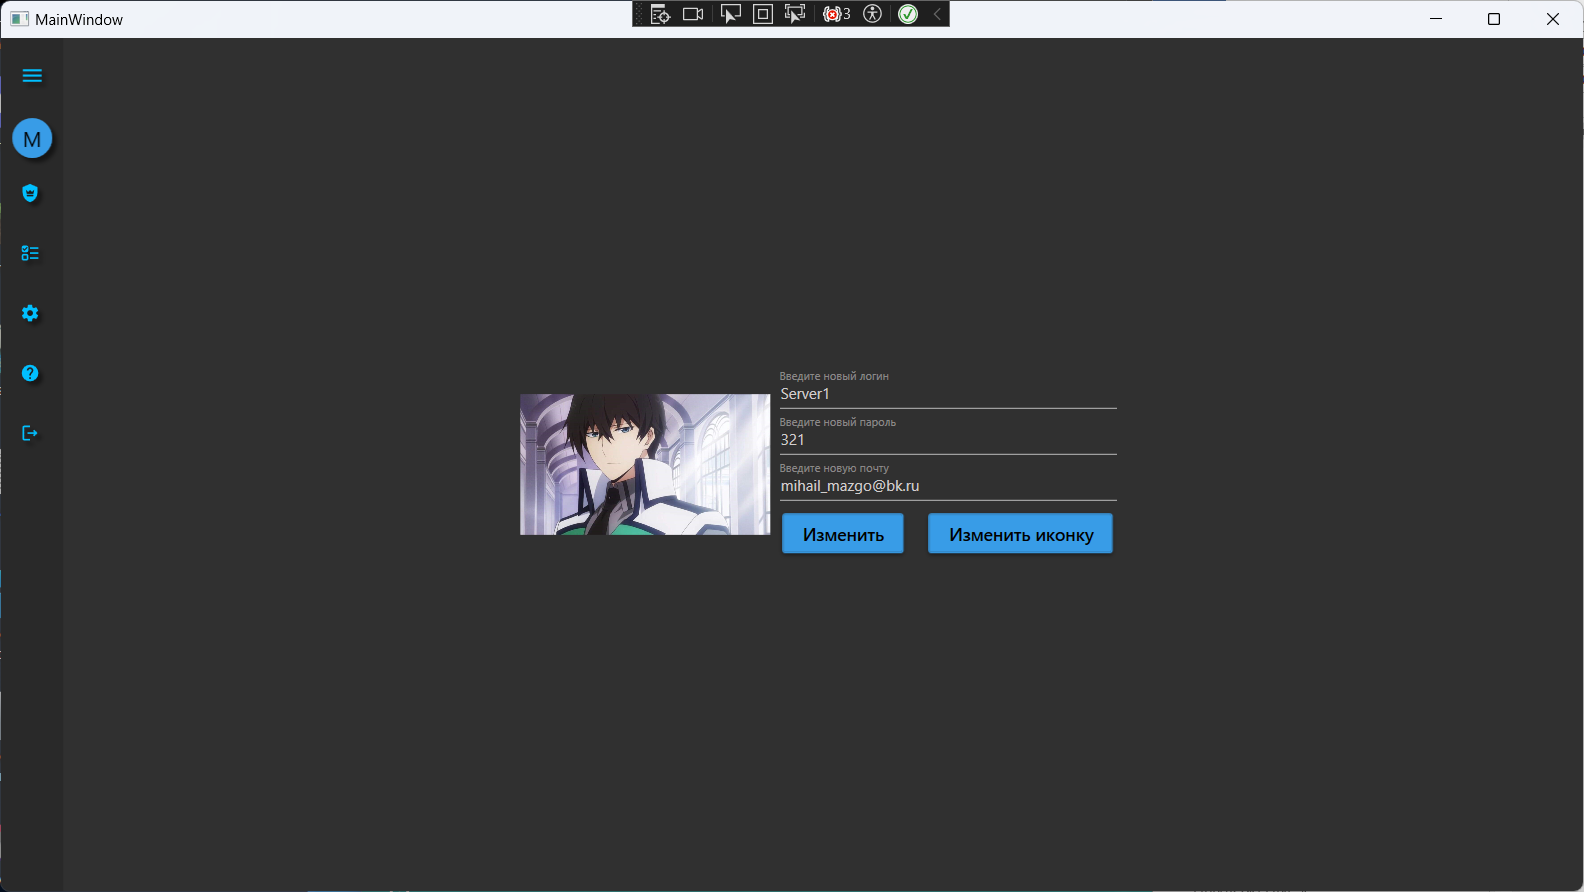 MainWindow
3
M
Введите новый логин
Server1
Введите новый пароль
321
Введите новую почту
mihail_mazgo@bk.ru
Изменить
Изменить иконку